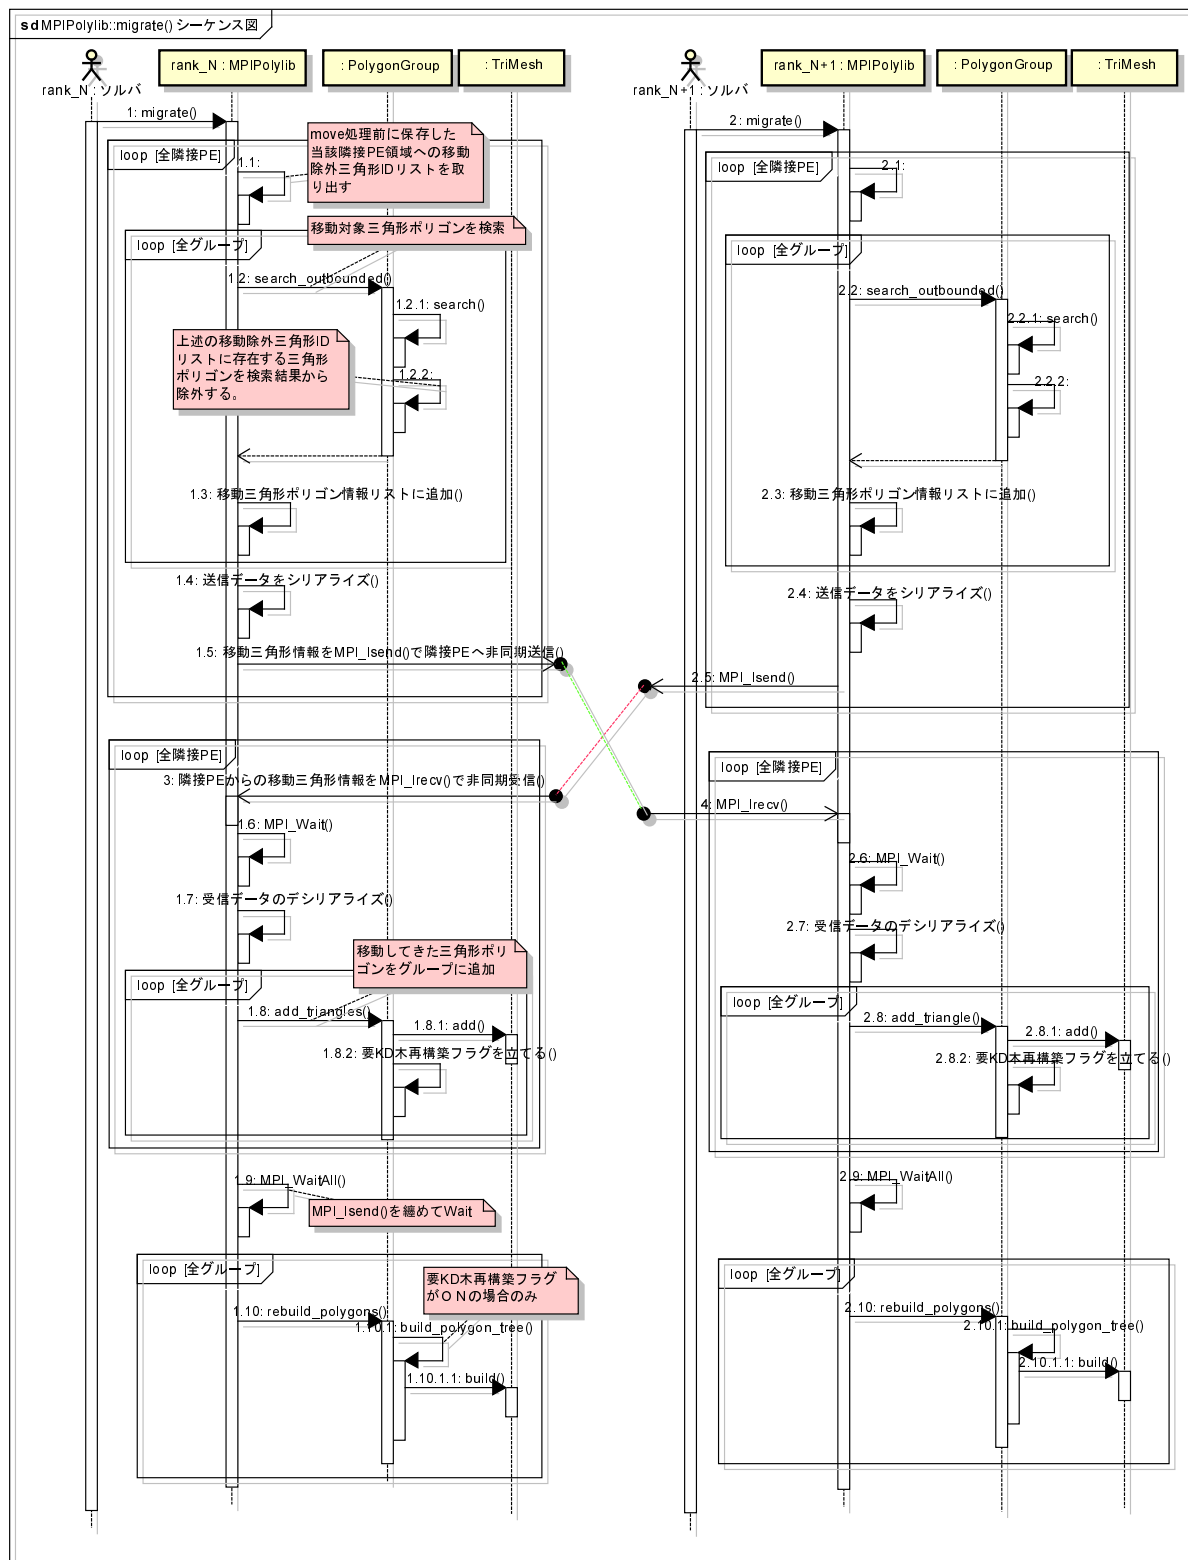 sd MPIPolylib::migrate() シーケンス図
rank_N : ソルバ
rank_N : MPIPolylib
: PolygonGroup
: TriMesh
rank_N+1 : ソルバ
rank_N+1 : MPIPolylib
: PolygonGroup
: TriMesh
1: migrate()
loop [全隣接PE]
1.1:
move処理前に保存した
当該隣接PE領域への移動
除外三角形IDリストを取
り出す
移動対象三角形ポリゴンを検索
loop [全グループ]
1.2: search_outbounded()
1.2.1: search()
上述の移動除外三角形ID
リストに存在する三角形
ポリゴンを検索結果から
除外する。
1.2.2:
1.3: 移動三角形ポリゴン情報リストに追加()
1.4: 送信データをシリアライズ()
1.5: 移動三角形情報をMPI_Isend()で隣接PEへ非同期送信()
loop [全隣接PE]
3: 隣接PEからの移動三角形情報をMPI_Irecv()で非同期受信()
1.6: MPI_Wait()
1.7: 受信データのデシリアライズ()
移動してきた三角形ポリ
ゴンをグループに追加
loop [全グループ]
1.8: add_triangles()
1.8.1: add()
1.8.2: 要KD木再構築フラグを立てる()
1.9: MPI_WaitAll()
MPI_Isend()を纏めてWait
loop [全グループ]
要KD木再構築フラグ
がＯＮの場合のみ
1.10: rebuild_polygons()
1.10.1: build_polygon_tree()
1.10.1.1: build()
2: migrate()
loop [全隣接PE]
2.1:
loop [全グループ]
2.2: search_outbounded()
2.2.1: search()
2.2.2:
2.3: 移動三角形ポリゴン情報リストに追加()
2.4: 送信データをシリアライズ()
2.5: MPI_Isend()
loop [全隣接PE]
4: MPI_Irecv()
2.6: MPI_Wait()
2.7: 受信データのデシリアライズ()
loop [全グループ]
2.8: add_triangle()
2.8.1: add()
2.8.2: 要KD木再構築フラグを立てる()
2.9: MPI_WaitAll()
loop [全グループ]
2.10: rebuild_polygons()
2.10.1: build_polygon_tree()
2.10.1.1: build()